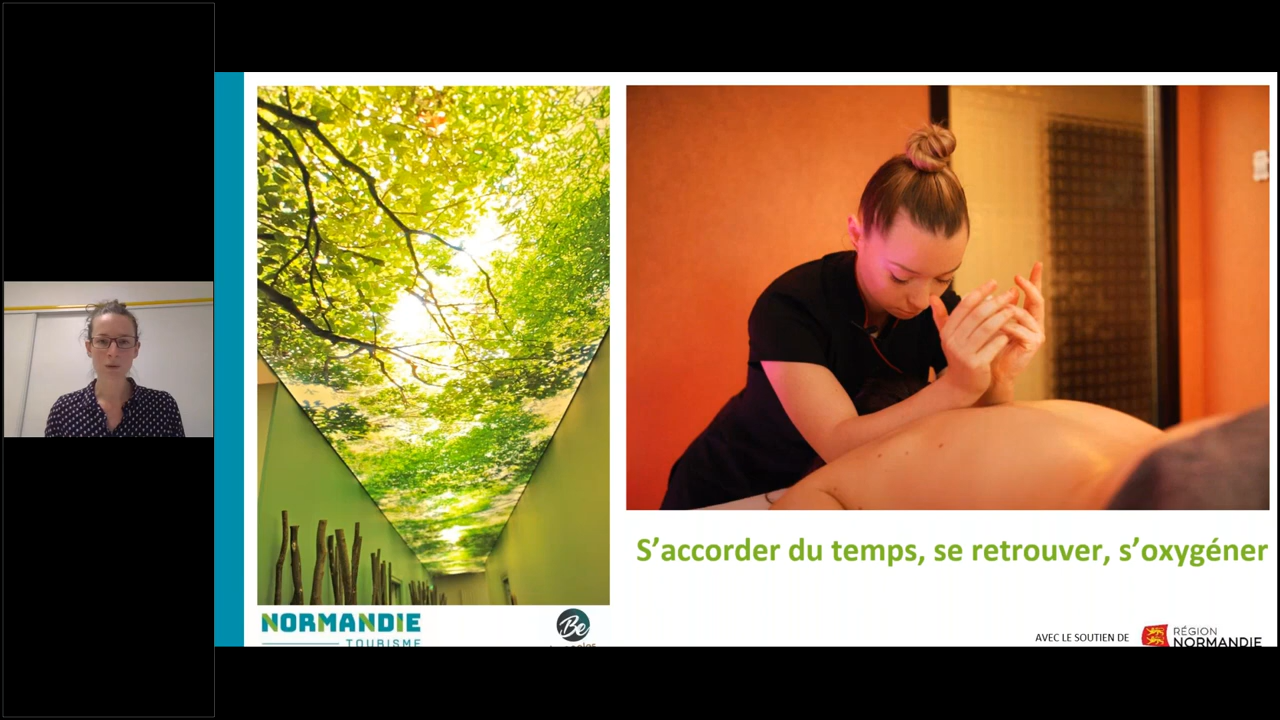 S’accorder du temps, se retrouver, s’oxygéner
NORMANDIE
TOURISME
Be
AVEC LE SOUTIEN DE
RÉGION
NORMANDIE